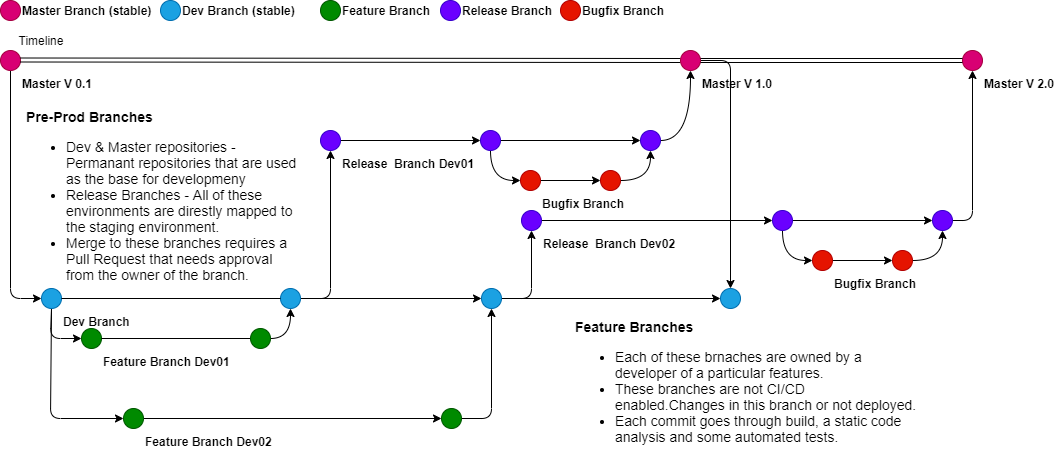 Master Branch (stable) Dev Branch (stable) Feature Branch Release Branch Bugfix Branch
Timeline
Master V 0.1
Master V 1.0
Master V 2.0
Pre-Prod Branches
• Dev & Master repositories -
Permanant repositories that are used
as the base for developmeny
• Release Branches - All of these
environments are disectly mapped to
the staging environment.
• Merge to these branches requires a
Pull Request that needs approval
from the owner of the branch.
Release Branch Dev01
Bugfix Branch
Release Branch Dev02
Bugfix Branch
Dev Branch
Feature Branch Dev01
Feature Branch Dev02
Feature Branches
• Each of these brnaches are owned by a
developer of a particular features.
• These branches are not CI/CD
enabled.Changes in this branch or not deployed.
• Each commit goes through build, a static code
analysis and some automated tests.